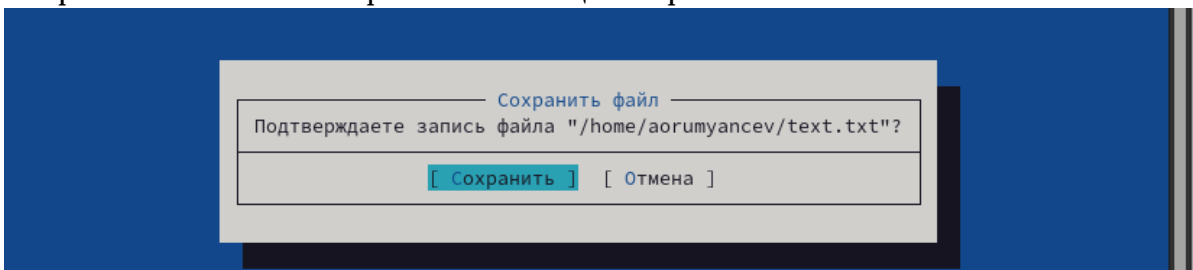 Сохранить файл
Подтверждаете запись файла "/home/aorumyancev/text.txt"?
[ Сохранить ] [ Отмена ]